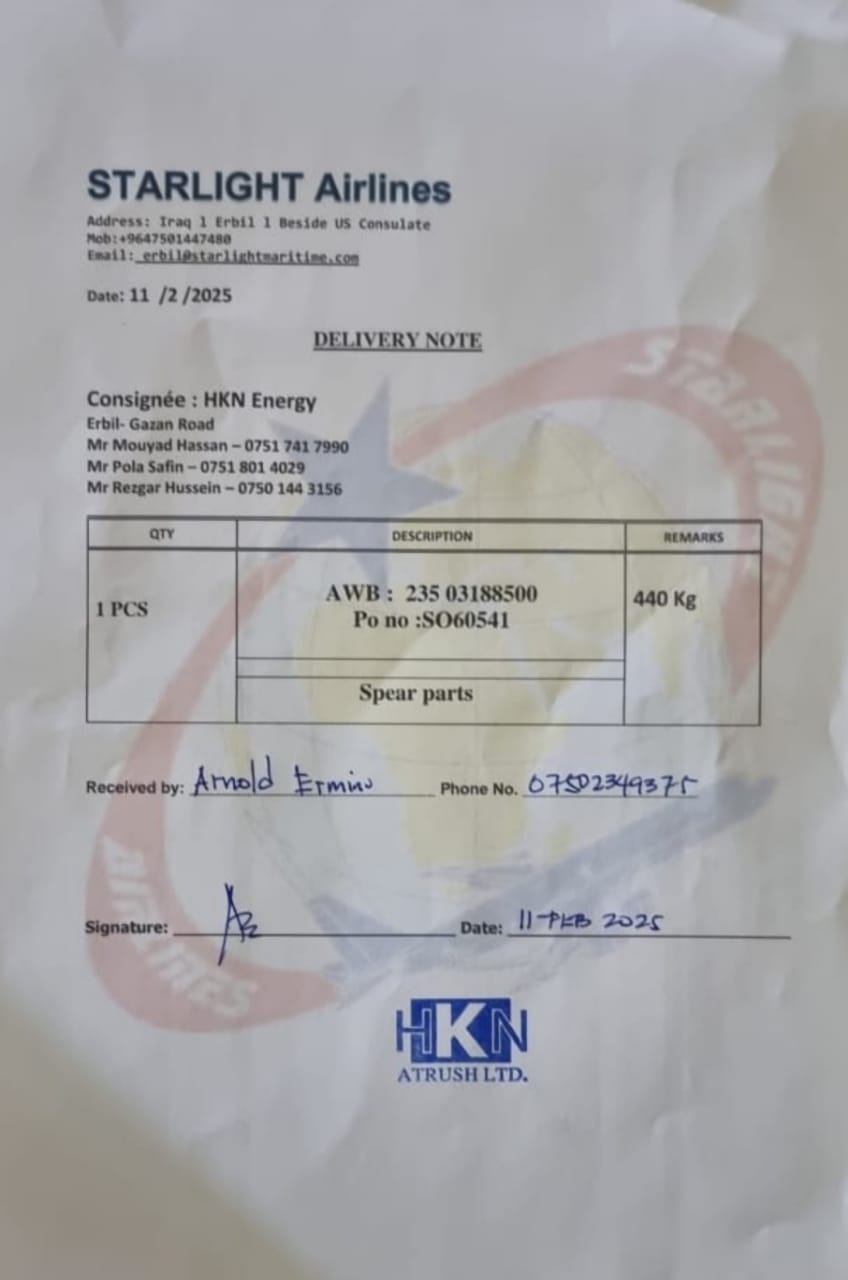 STARLIGHT Airlines
Address: Iraq l Erbil l Beside US Consulate
Mob:+9647501447480
Email: erbil@starlightmaritime.com
Date: 11 /2 /2025
DELIVERY NOTE
Consignée : HKN Energy
Erbil- Gazan Road
Mr Mouyad Hassan – 0751 741 7990
Mr Pola Safin – 0751 801 4029
Mr Rezgar Hussein – 0750 144 3156
QTY DESCRIPTION REMARKS
1 PCS AWB : 235 03188500 440 Kg
Po no :SO60541
Spear parts
Received by: Arnold Ermino Phone No. 07502349375
Signature: Date: 11-FEB 2025
HKN
ATRUSH LTD.
STARLIGHT
AIRLINES